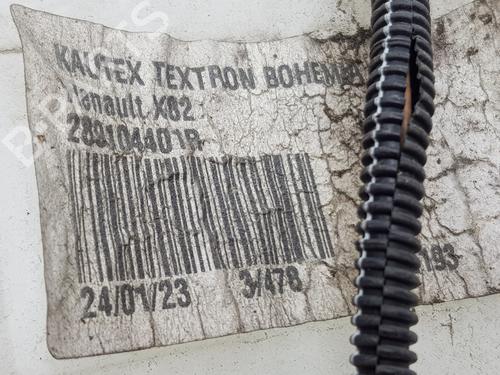 KAUTEX TEXTRON BOHEMIA
Renault X82
289104401R
24/01/23 3/478 193